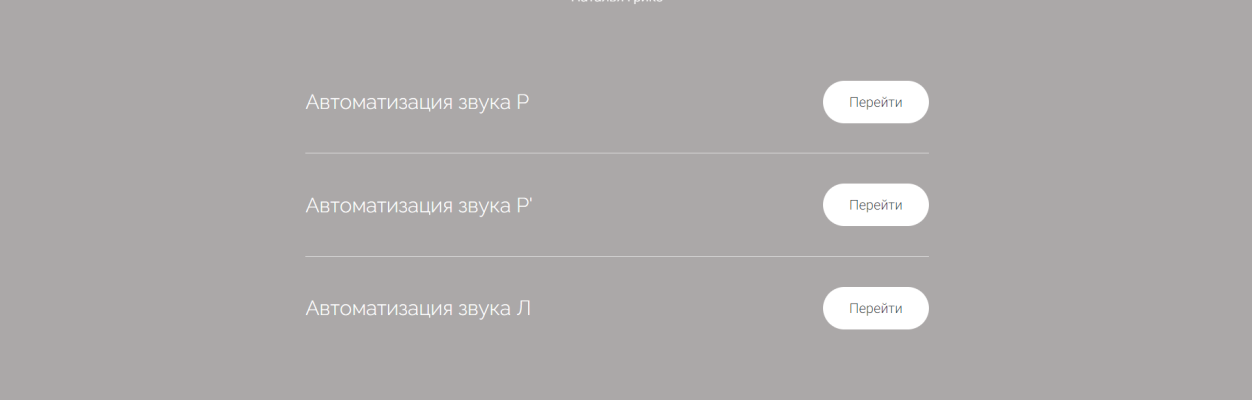 Автоматизация звука Р
Перейти
Автоматизация звука Р'
Перейти
Автоматизация звука Л
Перейти